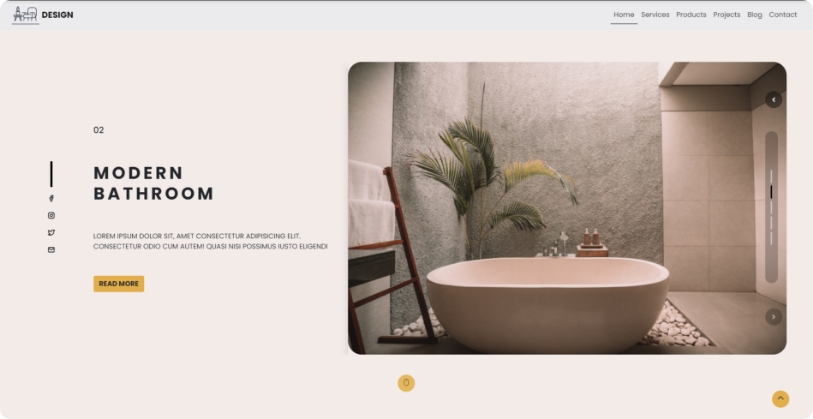 DESIGN
Home Services Products Projects Blog Contact
02
MODERN
BATHROOM
LOREM IPSUM DOLOR SIT, AMET CONSECTETUR ADIPISICING ELIT.
CONSECTETUR ODIO CUM AUTEM! QUASI NISI POSSIMUS IUSTO ELIGENDI
READ MORE